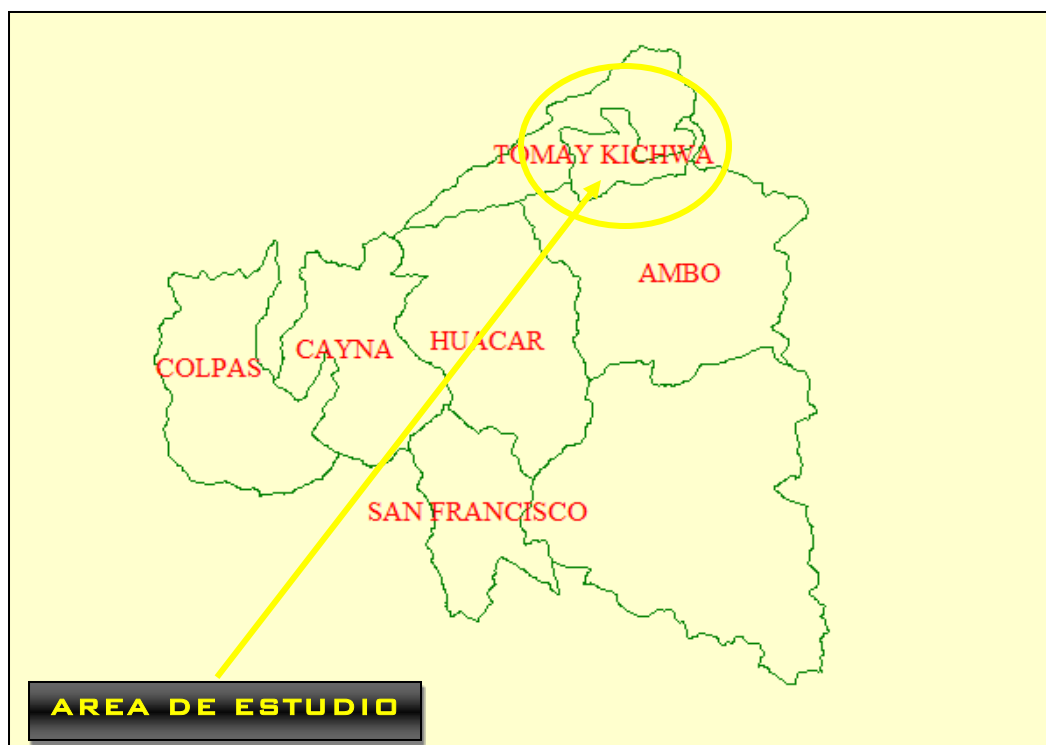 TOMAY KICHWA
AMBO
HUACAR
CAYNA
COLPAS
SAN FRANCISCO
AREA DE ESTUDIO